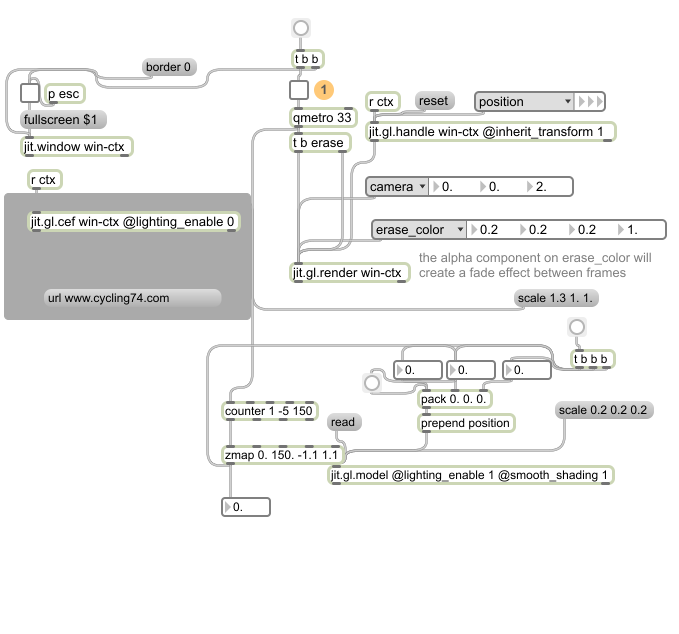 t b b
border 0
1
p esc
r ctx
reset
position
fullscreen $1
qmetro 33
jit.gl.handle win-ctx @inherit_transform 1
jit.window win-ctx
t b erase
r ctx
camera 0. 0. 2.
jit.gl.cef win-ctx @lighting_enable 0
erase_color 0.2 0.2 0.2 1.
the alpha component on erase_color will
create a fade effect between frames
jit.gl.render win-ctx
url www.cycling74.com
scale 1.3 1. 1.
t b b b
0. 0. 0.
pack 0. 0. 0.
counter 1 -5 150
scale 0.2 0.2 0.2
read
prepend position
zmap 0. 150. -1.1 1.1
jit.gl.model @lighting_enable 1 @smooth_shading 1
0.